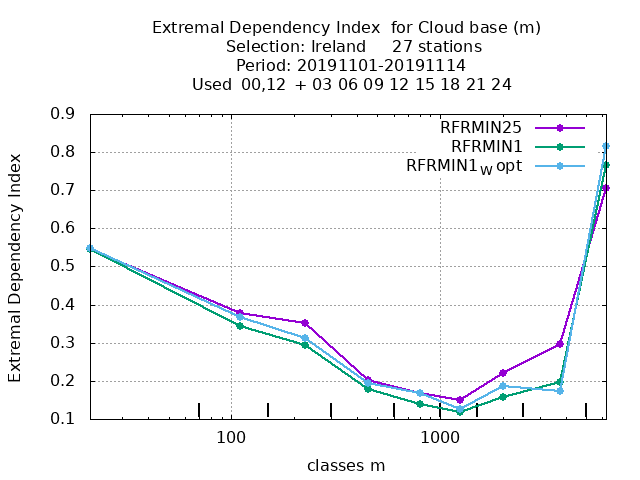 Extremal Dependency Index  for Cloud base (m)
Selection: Ireland     27 stations
Period: 20191101-20191114
Used  00,12  + 03 06 09 12 15 18 21 24
RFRMIN25
RFRMIN1
RFRMIN1W opt
Extremal Dependency Index
0.9
0.8
0.7
0.6
0.5
0.4
0.3
0.2
0.1
100 1000
classes m